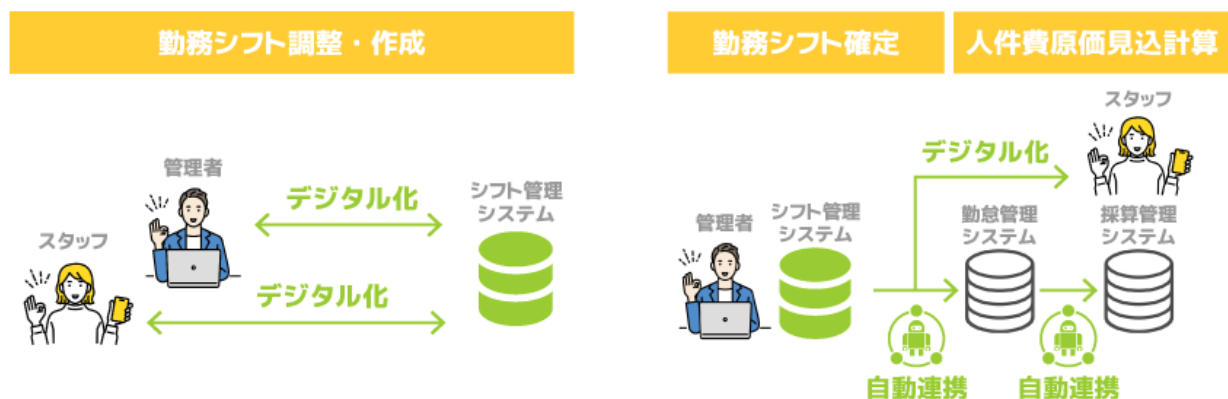 勤務シフト調整・作成
管理者
デジタル化
シフト管理
システム
スタッフ
デジタル化
勤務シフト確定
人件費原価見込計算
スタッフ
デジタル化
管理者
シフト管理
システム
勤怠管理
システム
採算管理
システム
自動連携
自動連携